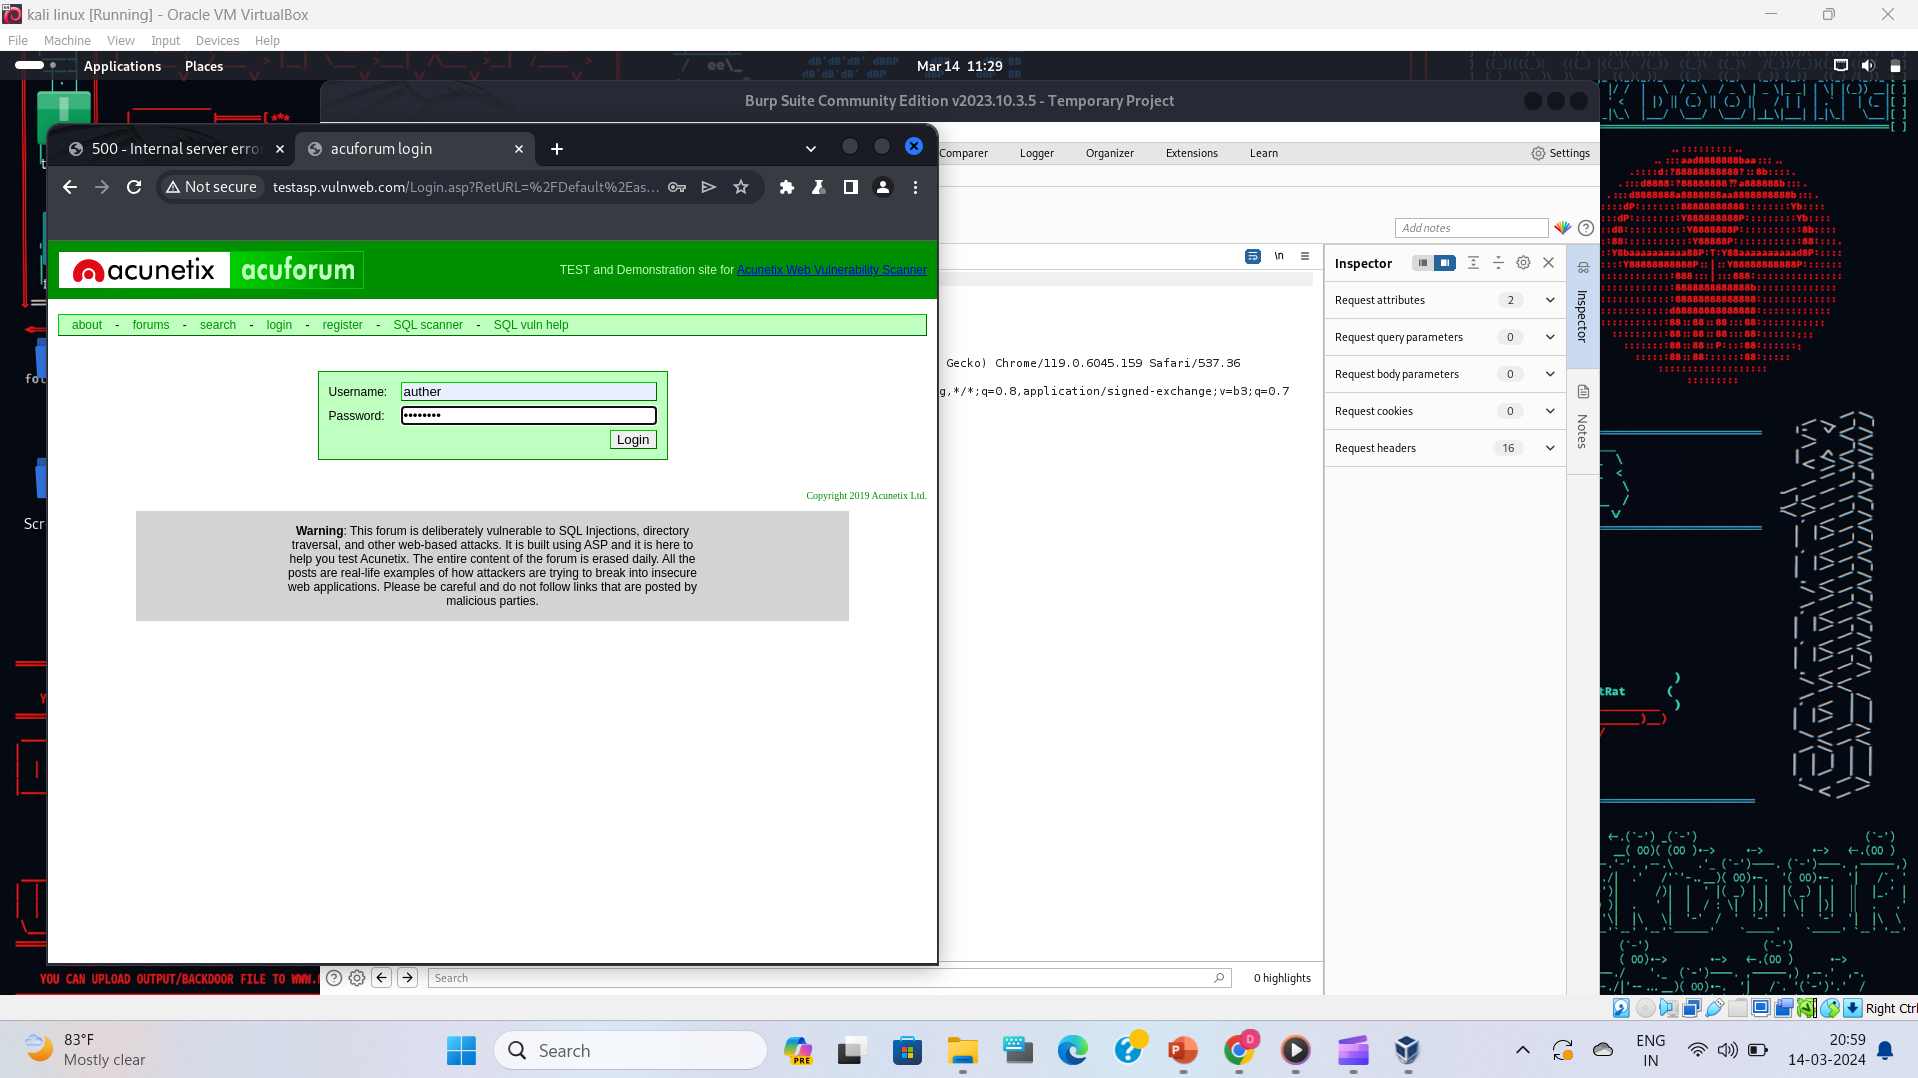 kali linux [Running] - Oracle VM VirtualBox
File Machine View Input Devices Help
Applications Places Mar 14 11:29
Burp Suite Community Edition v2023.10.3.5 - Temporary Project
500 - Internal server erro
acuforum login
Comparer Logger Organizer Extensions Learn Settings
Not secure testasp.vulnweb.com/Login.asp?RetURL=%2FDefault%2Eas...
Add notes
acunetix acuforum
TEST and Demonstration site for Acunetix Web Vulnerability Scanner
\n
Inspector
Request attributes 2
Request query parameters 0
Request body parameters 0
Request cookies 0
Request headers 16
Inspector
Notes
about - forums - search - login - register - SQL scanner - SQL vuln help
Gecko) Chrome/119.0.6045.159 Safari/537.36
g,*/*;q=0.8,application/signed-exchange;v=b3;q=0.7
Username: auther
Password: ••••••••
Login
Copyright 2019 Acunetix Ltd.
Warning: This forum is deliberately vulnerable to SQL Injections, directory
traversal, and other web-based attacks. It is built using ASP and it is here to
help you test Acunetix. The entire content of the forum is erased daily. All the
posts are real-life examples of how attackers are trying to break into insecure
web applications. Please be careful and do not follow links that are posted by
malicious parties.
Scr
tRat
YOU CAN UPLOAD OUTPUT/BACKDOOR FILE TO WWW.
Search
0 highlights
Right Ctrl
83°F
Mostly clear
Search
PRE
D
ENG
IN
20:59
14-03-2024